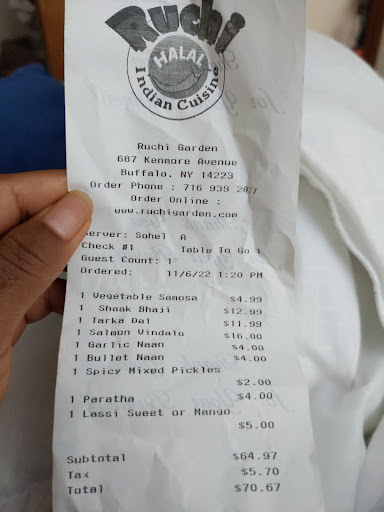 Ruchi
HALAL
Indian Cuisine
Ruchi Garden
687 Kenmore Avenue
Buffalo, NY 14223
Order Phone : 716 939 2077
Order Online :
www.ruchigarden.com
Server: Sohel A
Check #1 Table To Go 1
Guest Count: 1
Ordered: 11/6/22 1:20 PM
1 Vegetable Samosa $4.99
1 Shaak Bhaji $12.99
1 Tarka Dal $11.99
1 Salmon Vindalo $16.00
1 Garlic Naan $4.00
1 Bullet Naan $4.00
1 Spicy Mixed Pickles
$2.00
1 Paratha $4.00
1 Lassi Sweet or Mango
$5.00
Subtotal $64.97
Tax $5.70
Total $70.67